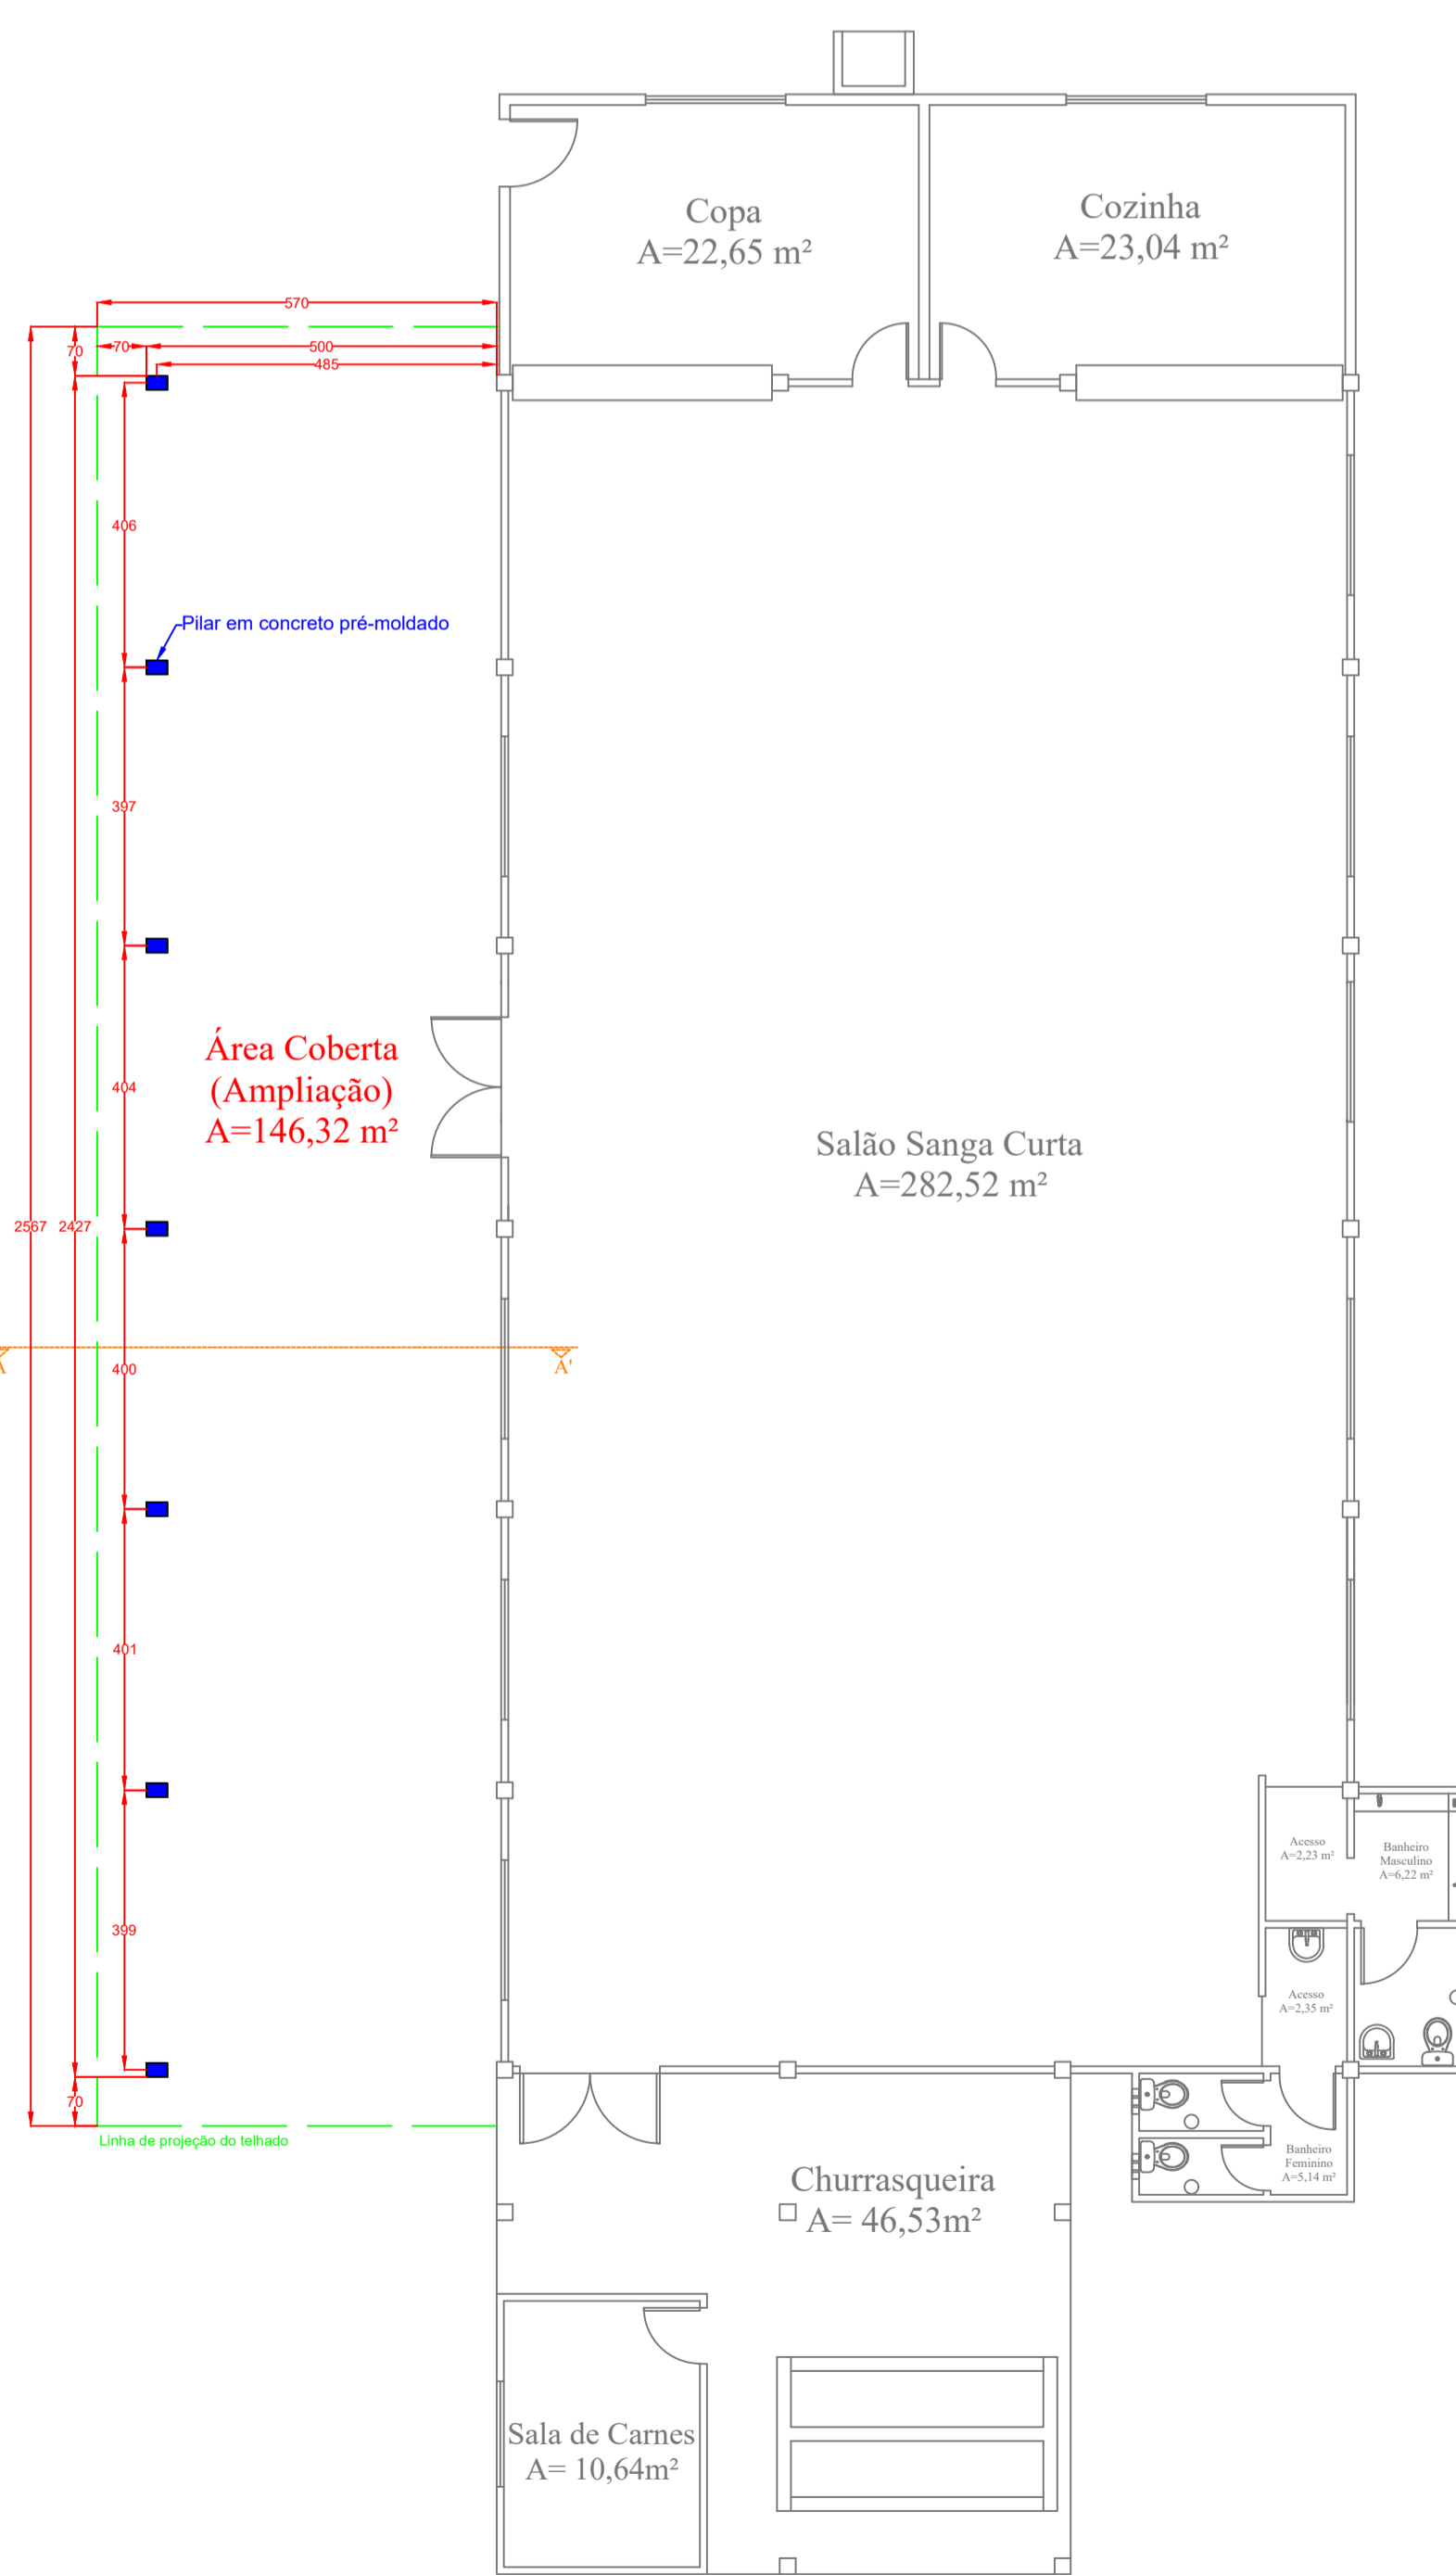 Copa
A=22,65 m²
Cozinha
A=23,04 m²
570
70
70
500
485
406
Pilar em concreto pré-moldado
397
Área Coberta
(Ampliação)
A=146,32 m²
404
Salão Sanga Curta
A=282,52 m²
2567
2427
A
A'
400
401
Acesso
A=2,23 m²
Banheiro
Masculino
A=6,22 m²
399
Acesso
A=2,35 m²
70
Linha de projeção do telhado
Banheiro
Feminino
A=5,14 m²
Churrasqueira
A= 46,53m²
Sala de Carnes
A= 10,64m²